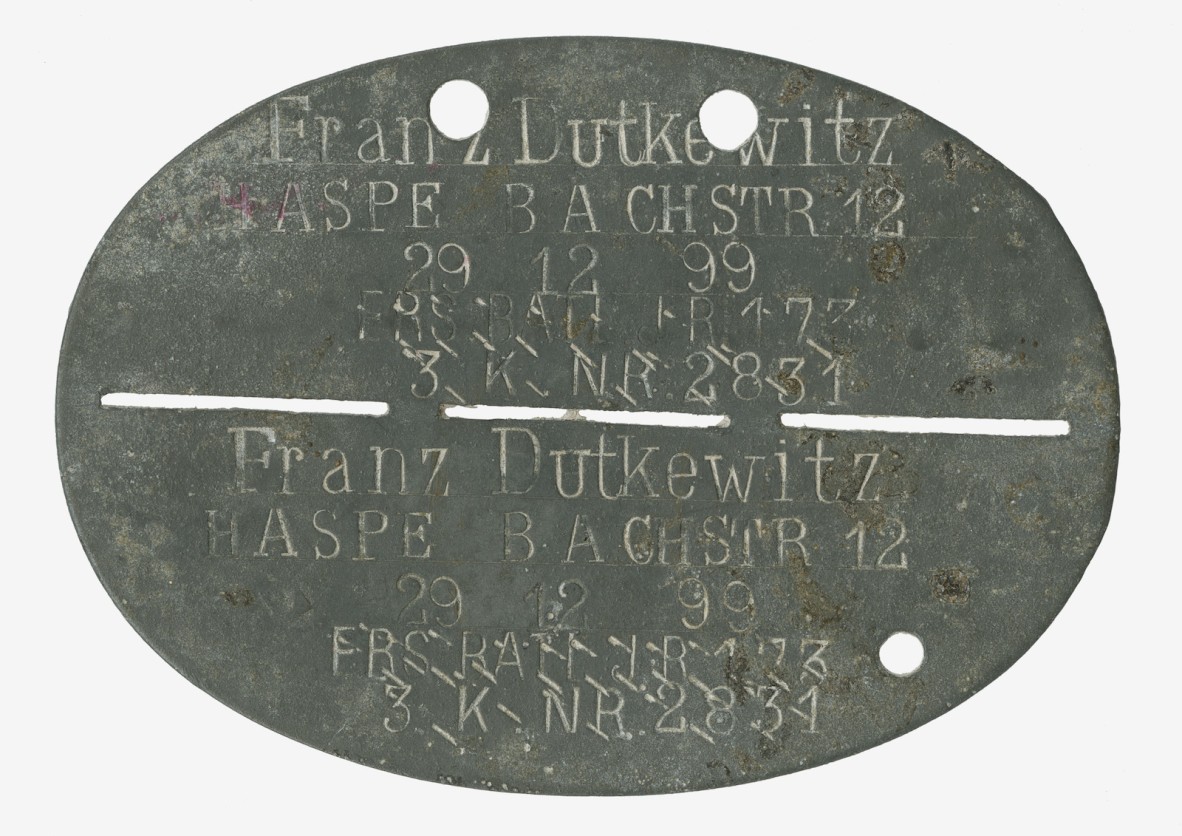 Franz Dutkewitz
HASPE BACHSTR 12
29 12 99
ERS BATL J.R 173
3. K. NR. 2831
Franz Dutkewitz
HASPE BACHSTR 12
29 12 99
ERS BATL J.R 173
3. K. NR. 2831